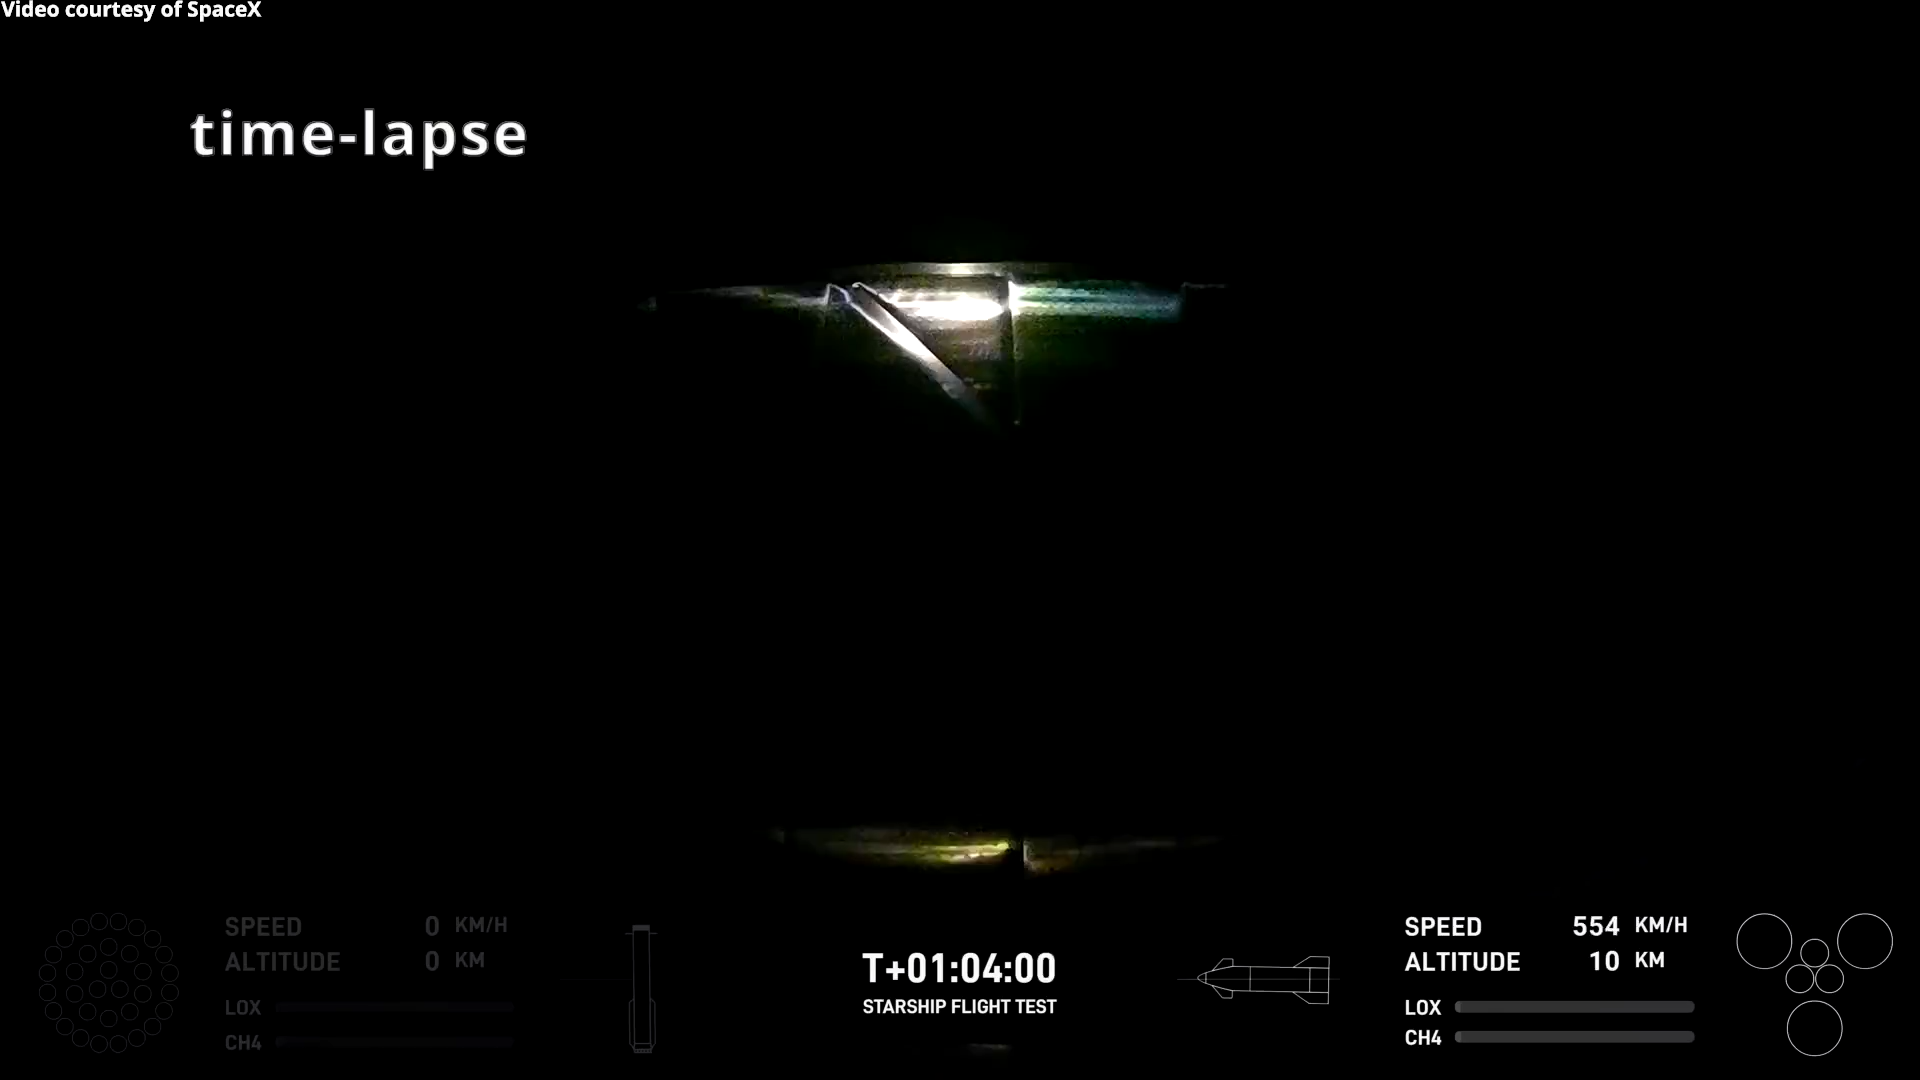 Video courtesy of SpaceX
time-lapse
SPEED 0 KM/H
ALTITUDE 0 KM
LOX
CH4
T+01:04:00
STARSHIP FLIGHT TEST
SPEED 554 KM/H
ALTITUDE 10 KM
LOX
CH4